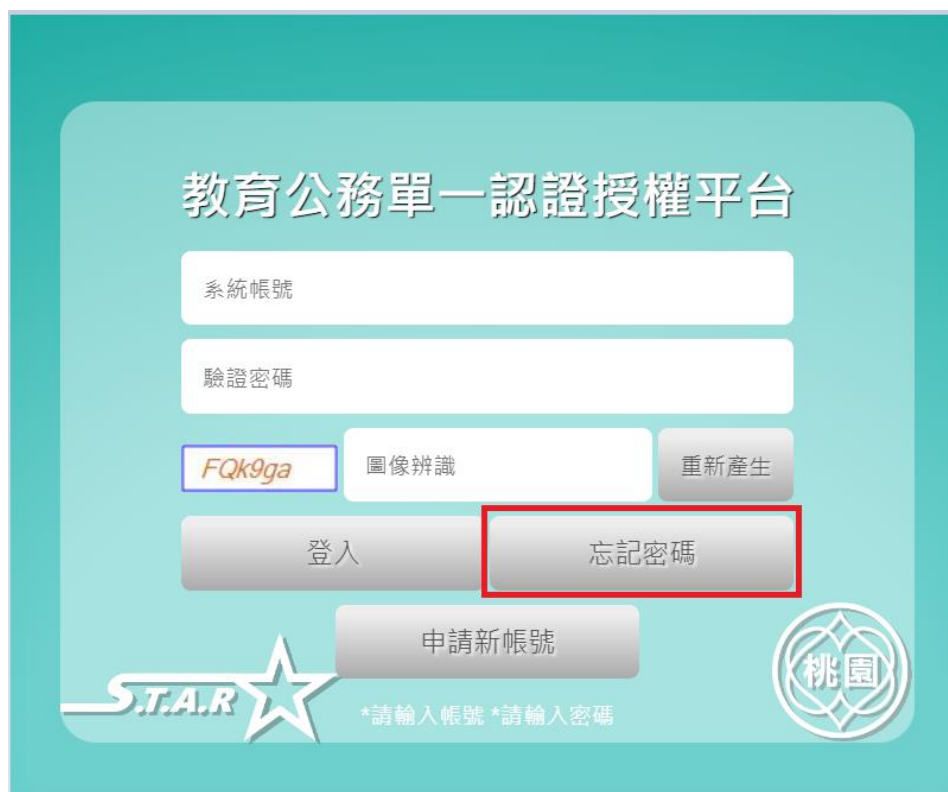 教育公務單一認證授權平台
系統帳號
驗證密碼
FQk9ga
圖像辨識
重新產生
登入
忘記密碼
申請新帳號
S.T.A.R
桃園
*請輸入帳號 *請輸入密碼